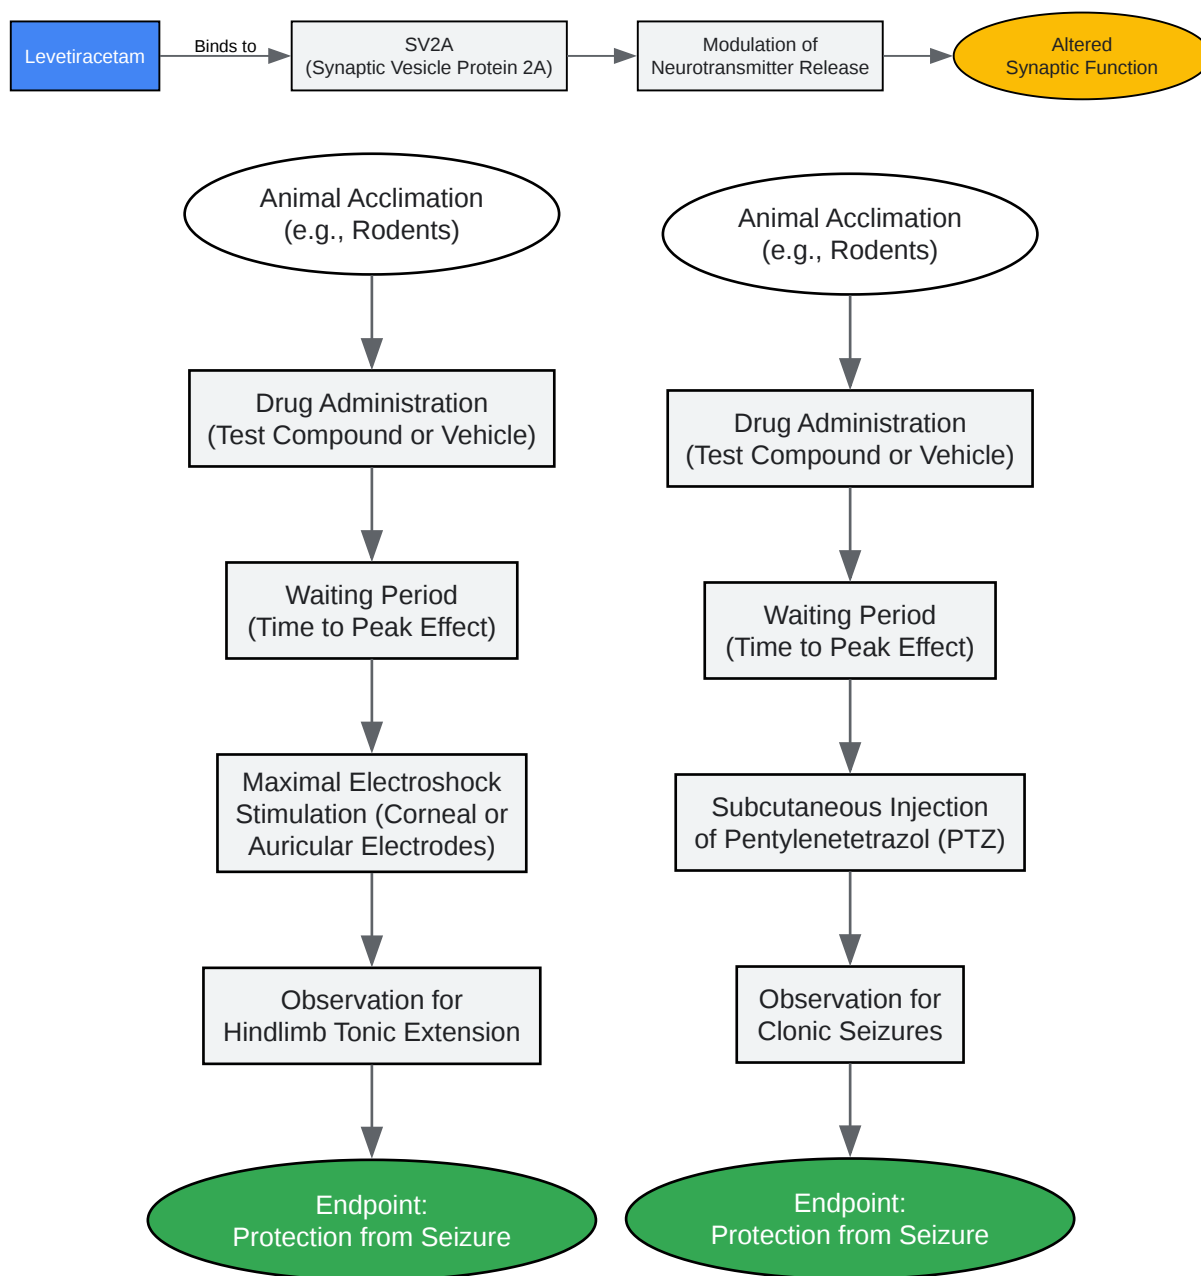 Levetiracetam
Binds to
SV2A
(Synaptic Vesicle Protein 2A)
Modulation of
Neurotransmitter Release
Altered
Synaptic Function
Animal Acclimation
(e.g., Rodents)
Drug Administration
(Test Compound or Vehicle)
Waiting Period
(Time to Peak Effect)
Maximal Electroshock
Stimulation (Corneal or
Auricular Electrodes)
Observation for
Hindlimb Tonic Extension
Endpoint:
Protection from Seizure
Animal Acclimation
(e.g., Rodents)
Drug Administration
(Test Compound or Vehicle)
Waiting Period
(Time to Peak Effect)
Subcutaneous Injection
of Pentylenetetrazol (PTZ)
Observation for
Clonic Seizures
Endpoint:
Protection from Seizure